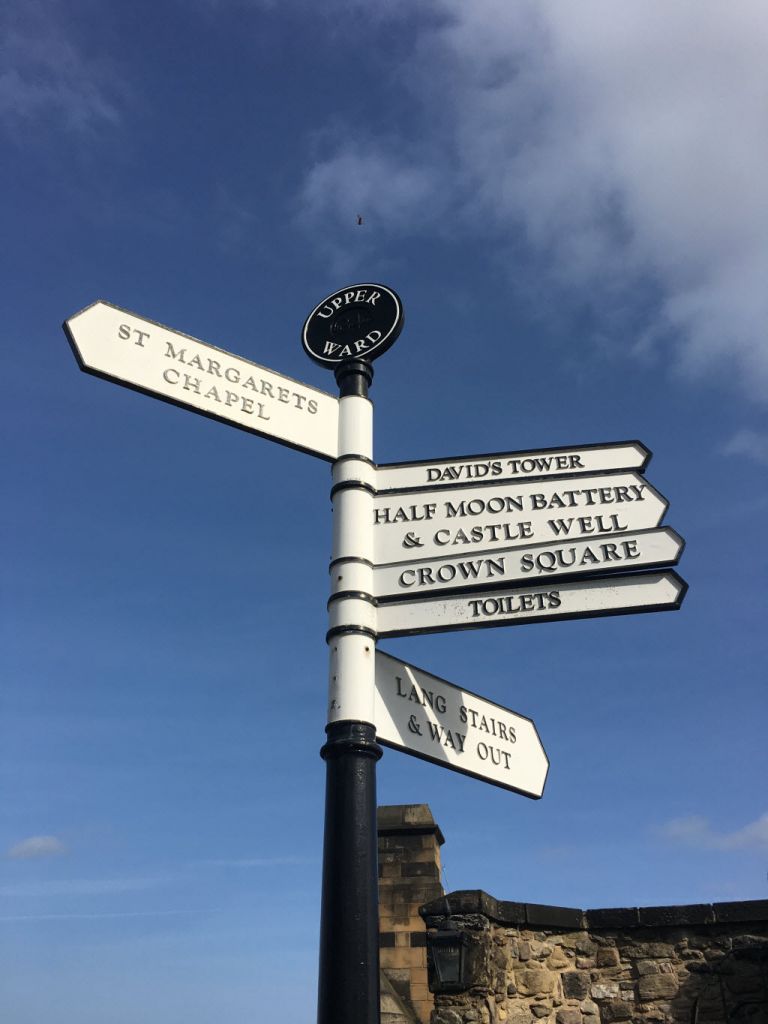 UPPER
WARD
ST MARGARETS
CHAPEL
DAVID'S TOWER
HALF MOON BATTERY
& CASTLE WELL
CROWN SQUARE
TOILETS
LANG STAIRS
& WAY OUT